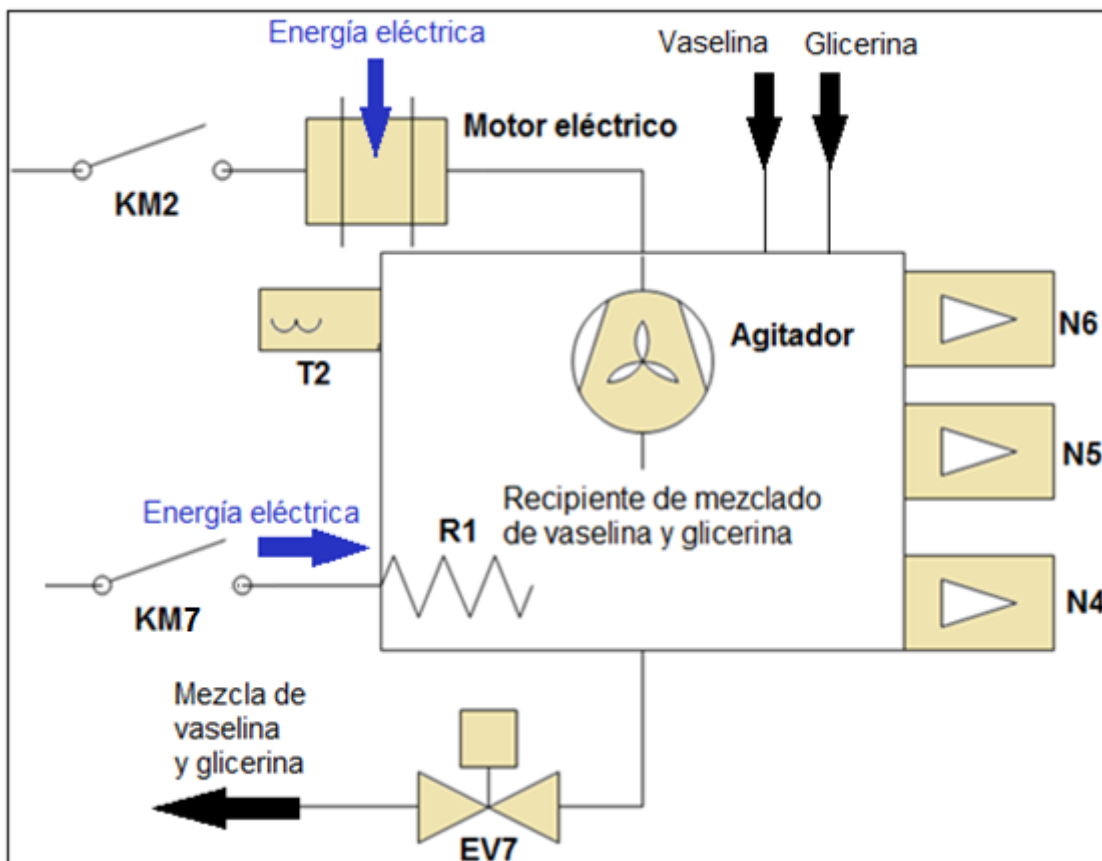 Energía eléctrica
Vaselina
Glicerina
Motor eléctrico
KM2
N6
Agitador
T2
N5
Recipiente de mezclado
de vaselina y glicerina
Energía eléctrica
R1
N4
KM7
Mezcla de
vaselina
y glicerina
EV7